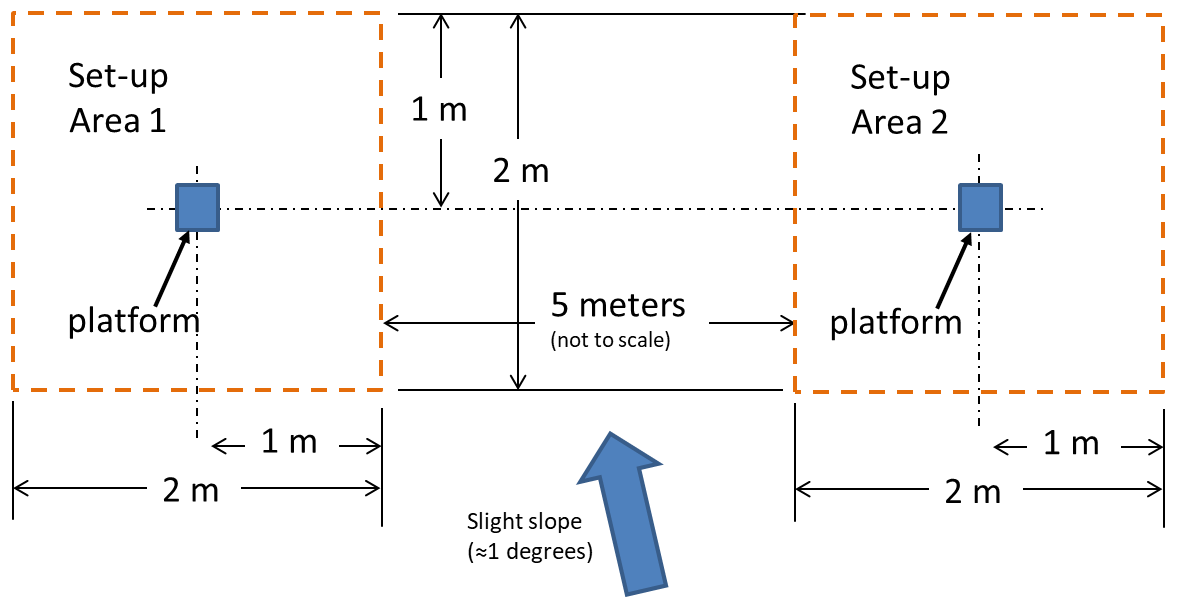 Set-up
Area 1
1 m
2 m
Set-up
Area 2
platform
5 meters
(not to scale)
platform
1 m
2 m
Slight slope
(≈1 degrees)
1 m
2 m